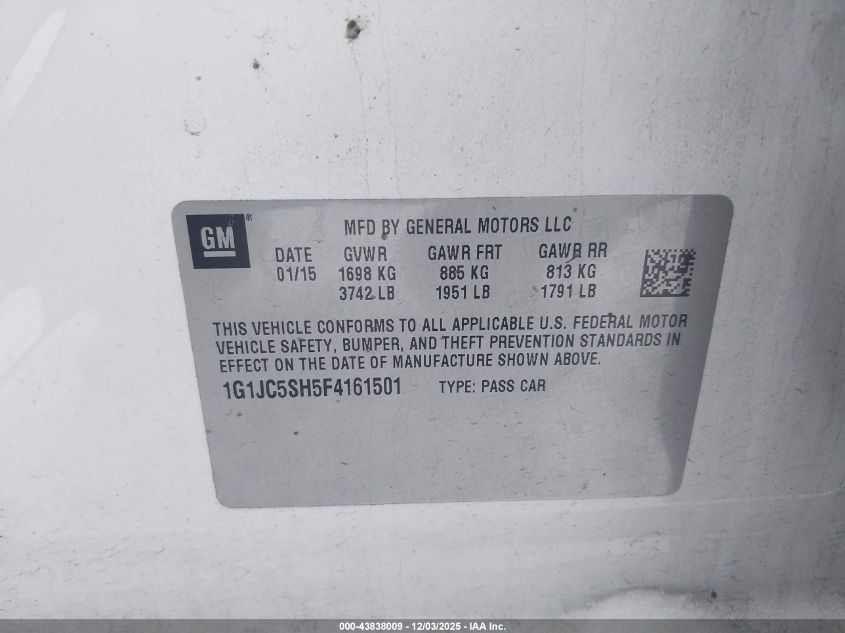 GM®
MFD BY GENERAL MOTORS LLC
DATE GVWR GAWR FRT GAWR RR
01/15 1698 KG 885 KG 813 KG
3742 LB 1951 LB 1791 LB
THIS VEHICLE CONFORMS TO ALL APPLICABLE U.S. FEDERAL MOTOR
VEHICLE SAFETY, BUMPER, AND THEFT PREVENTION STANDARDS IN
EFFECT ON THE DATE OF MANUFACTURE SHOWN ABOVE.
1G1JC5SH5F4161501 TYPE: PASS CAR
000-43838009 - 12/03/2025 - IAA Inc.